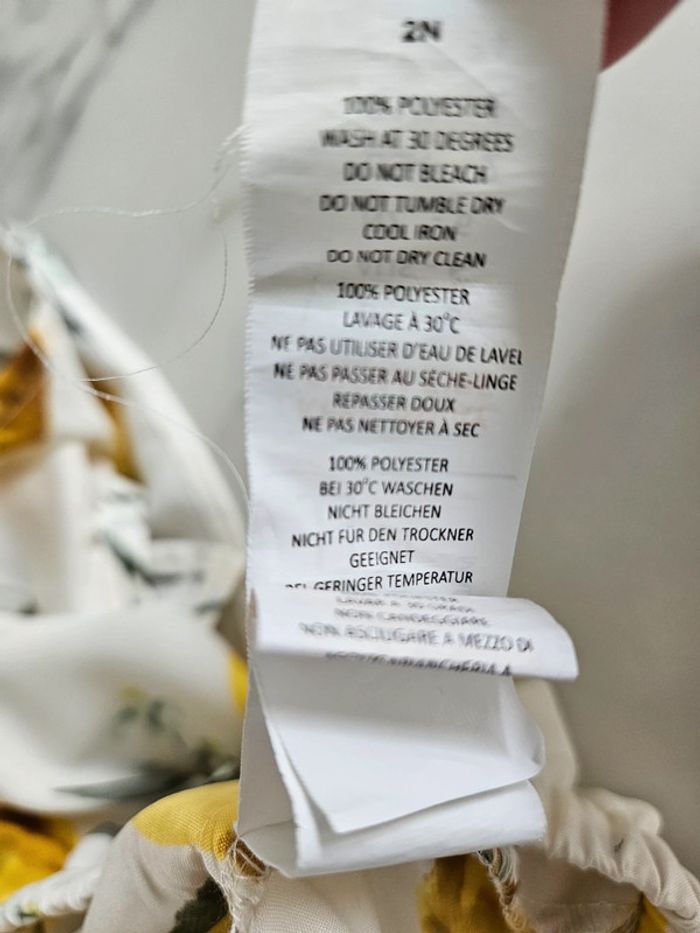 2N
100% POLYESTER
WASH AT 30 DEGREES
DO NOT BLEACH
DO NOT TUMBLE DRY
COOL IRON
DO NOT DRY CLEAN
100% POLYESTER
LAVAGE À 30°C
NE PAS UTILISER D'EAU DE LAVEL
NE PAS PASSER AU SÈCHE-LINGE
REPASSER DOUX
NE PAS NETTOYER À SEC
100% POLYESTER
BEI 30°C WASCHEN
NICHT BLEICHEN
NICHT FÜR DEN TROCKNER
GEEIGNET
GERINGER TEMPERATUR
NON CANDEGGIARE
NON ASCIUGARE A MEZZO DI